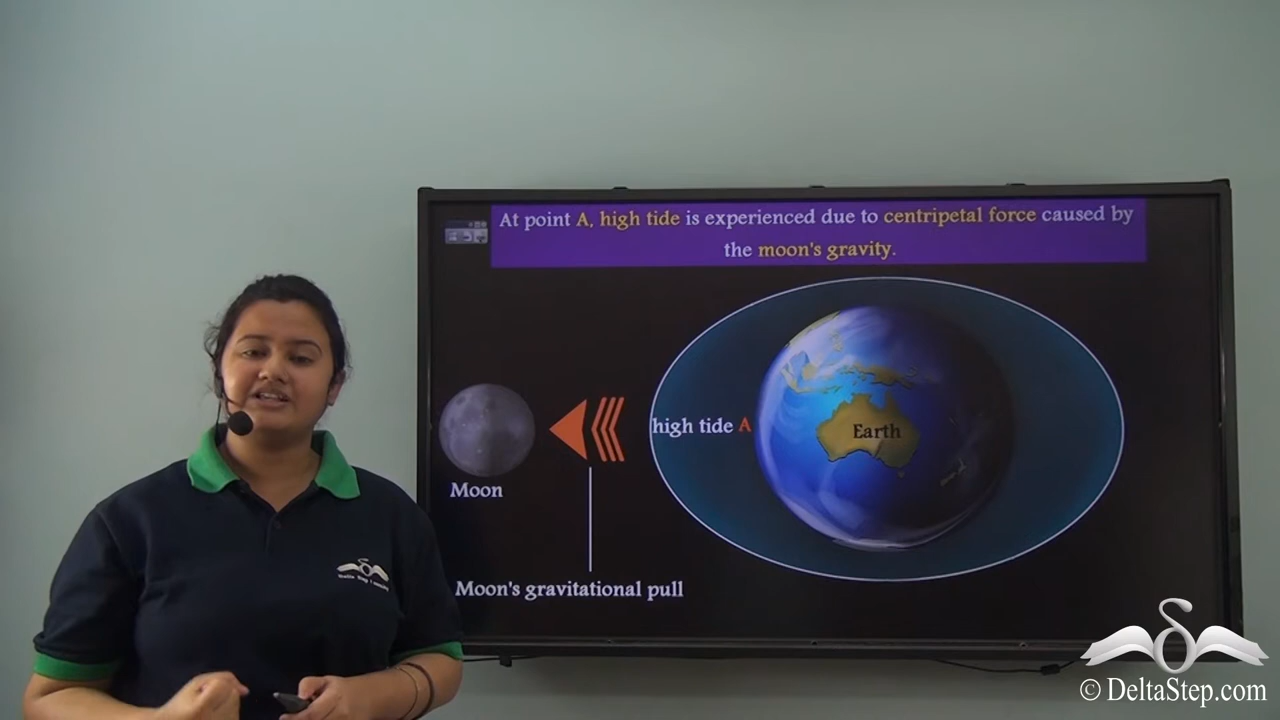 At point A, high tide is experienced due to centripetal force caused by
the moon's gravity.
high tide A
Earth
Moon
Moon's gravitational pull
© DeltaStep.com